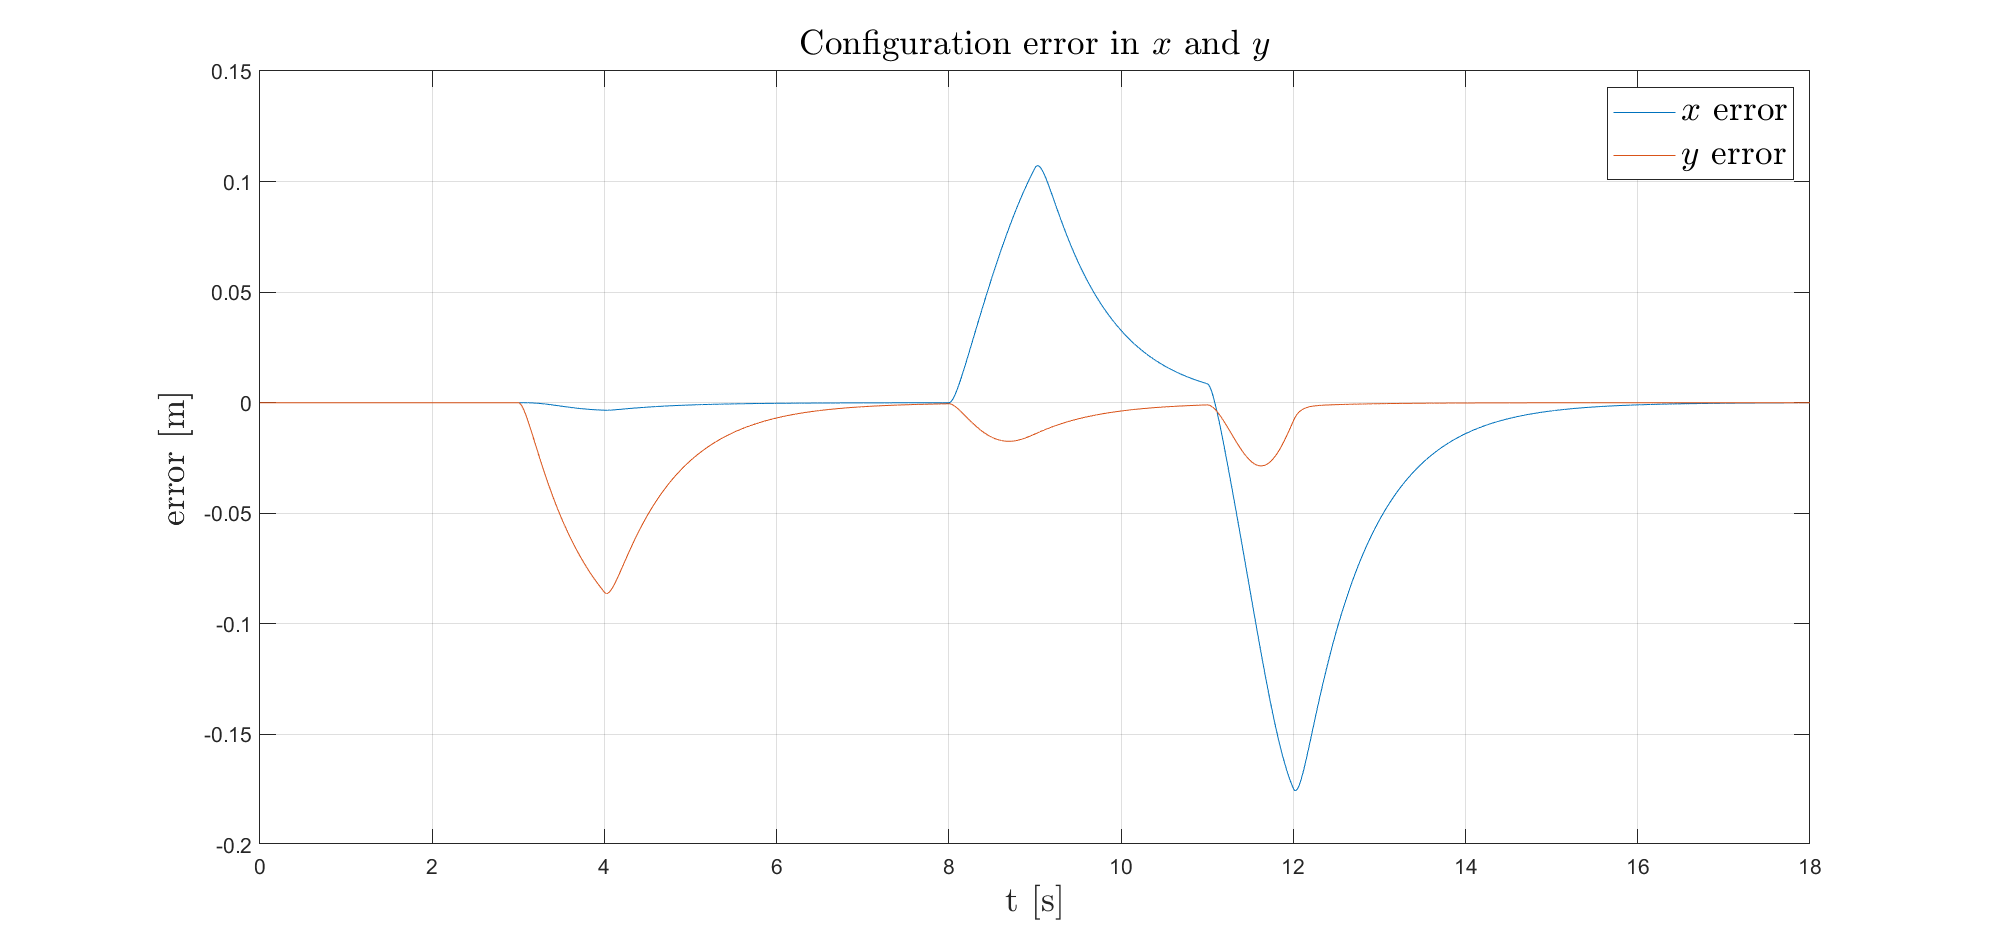 Configuration error in x and y
0.15
0.1
0.05
0
-0.05
-0.1
-0.15
-0.2
error [m]
x error
y error
0 2 4 6 8 10 12 14 16 18
t [s]